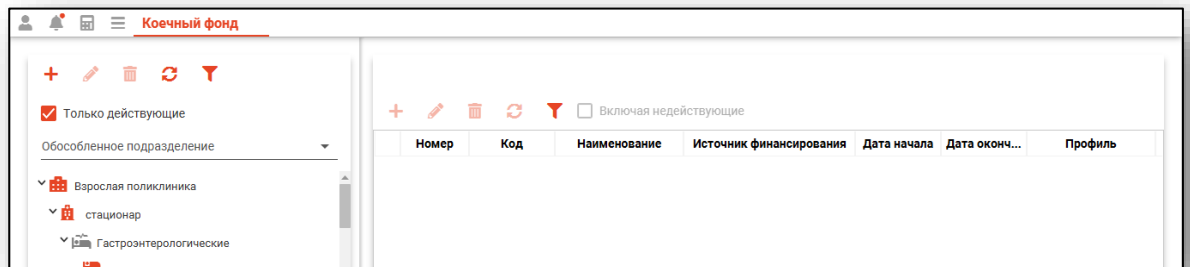 Коечный фонд
Только действующие
Обособленное подразделение
Взрослая поликлиника
стационар
Гастроэнтерологические
Включая недействующие
Номер Код Наименование Источник финансирования Дата начала Дата оконч... Профиль